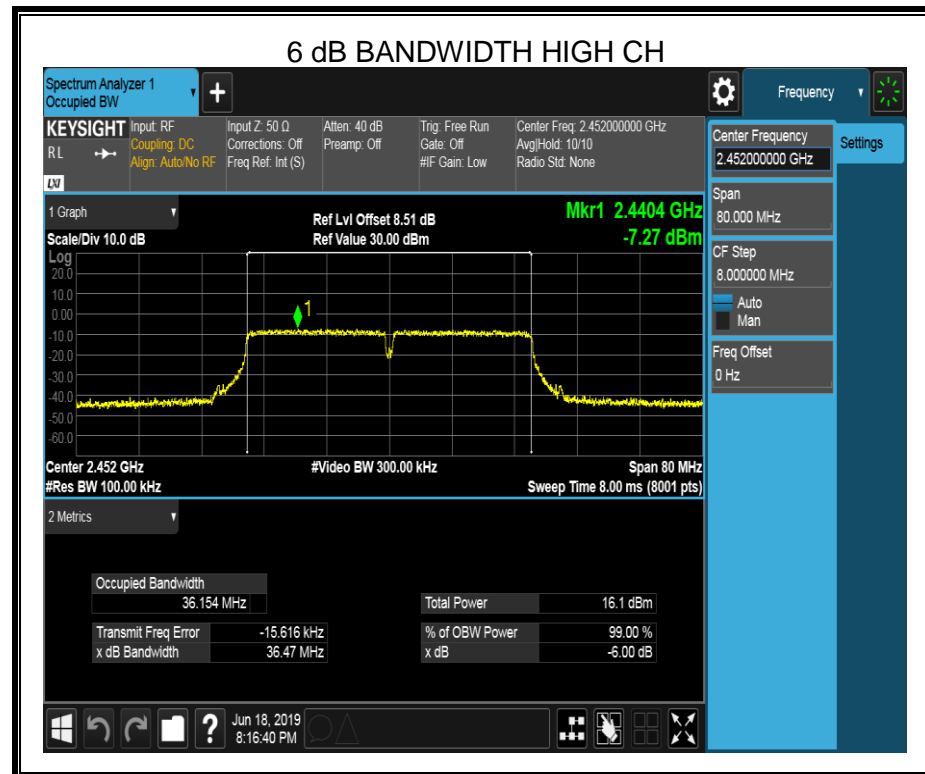 6 dB BANDWIDTH HIGH CH
Spectrum Analyzer 1
Occupied BW
+
Frequency
KEYSIGHT
RL
LXI
Input: RF
Coupling: DC
Align: Auto/No RF
Input Z: 50 Ω
Corrections: Off
Freq Ref: Int (S)
Atten: 40 dB
Preamp: Off
Trig: Free Run
Gate: Off
#IF Gain: Low
Center Freq: 2.452000000 GHz
Avg|Hold: 10/10
Radio Std: None
Center Frequency
2.452000000 GHz
Settings
Span
80.000 MHz
CF Step
8.000000 MHz
Auto
Man
Freq Offset
0 Hz
1 Graph
Scale/Div 10.0 dB
Ref Lvl Offset 8.51 dB
Ref Value 30.00 dBm
Mkr1 2.4404 GHz
-7.27 dBm
Log
20.0
10.0
0.00
-10.0
-20.0
-30.0
-40.0
-50.0
-60.0
1
Center 2.452 GHz
#Video BW 300.00 kHz
Span 80 MHz
#Res BW 100.00 kHz
Sweep Time 8.00 ms (8001 pts)
2 Metrics
Occupied Bandwidth
36.154 MHz
Total Power 16.1 dBm
Transmit Freq Error -15.616 kHz
% of OBW Power 99.00 %
x dB Bandwidth 36.47 MHz
x dB -6.00 dB
?
Jun 18, 2019
8:16:40 PM